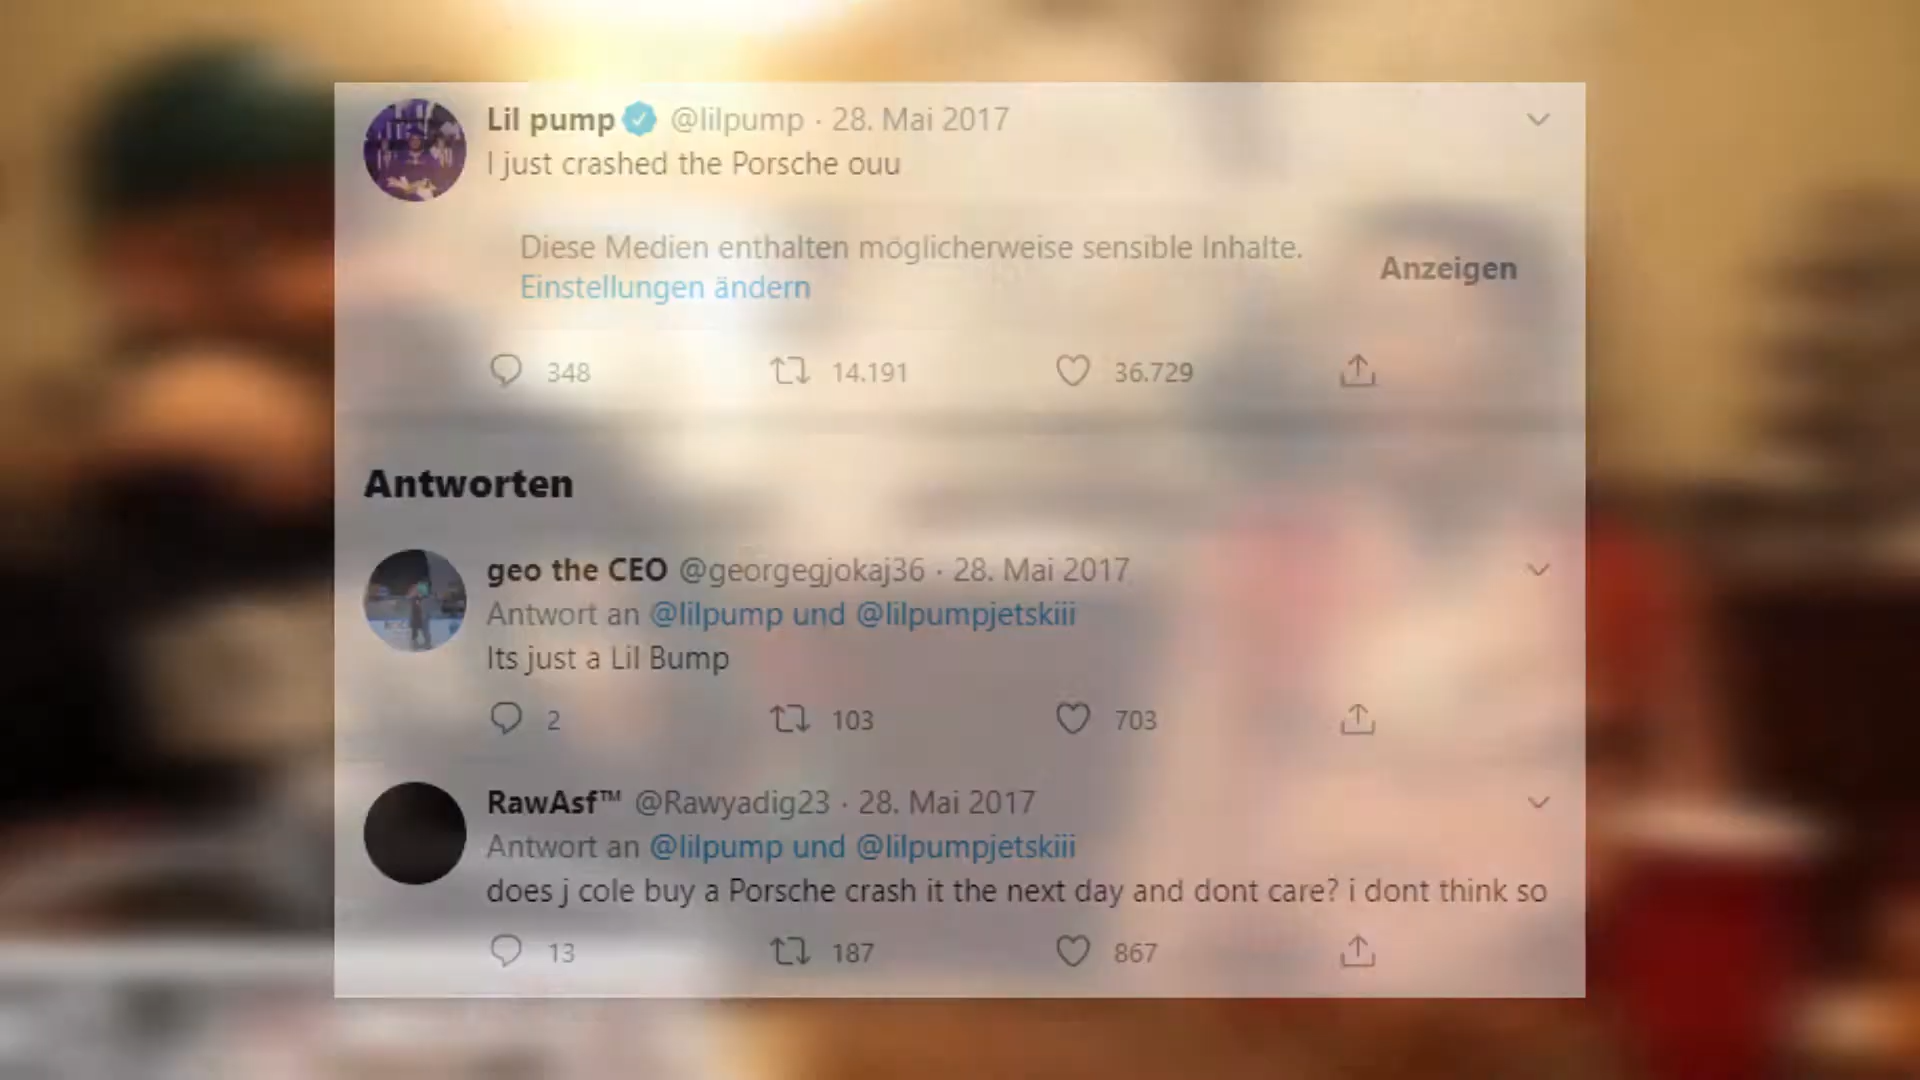 Lil pump @lilpump · 28. Mai 2017
I just crashed the Porsche ouu
Diese Medien enthalten möglicherweise sensible Inhalte.
Einstellungen ändern
Anzeigen
348 14.191 36.729
Antworten
geo the CEO @georgegjokaj36 · 28. Mai 2017
Antwort an @lilpump und @lilpumpjetskiii
Its just a Lil Bump
2 103 703
RawAsf™ @Rawyadig23 · 28. Mai 2017
Antwort an @lilpump und @lilpumpjetskiii
does j cole buy a Porsche crash it the next day and dont care? i dont think so
13 187 867